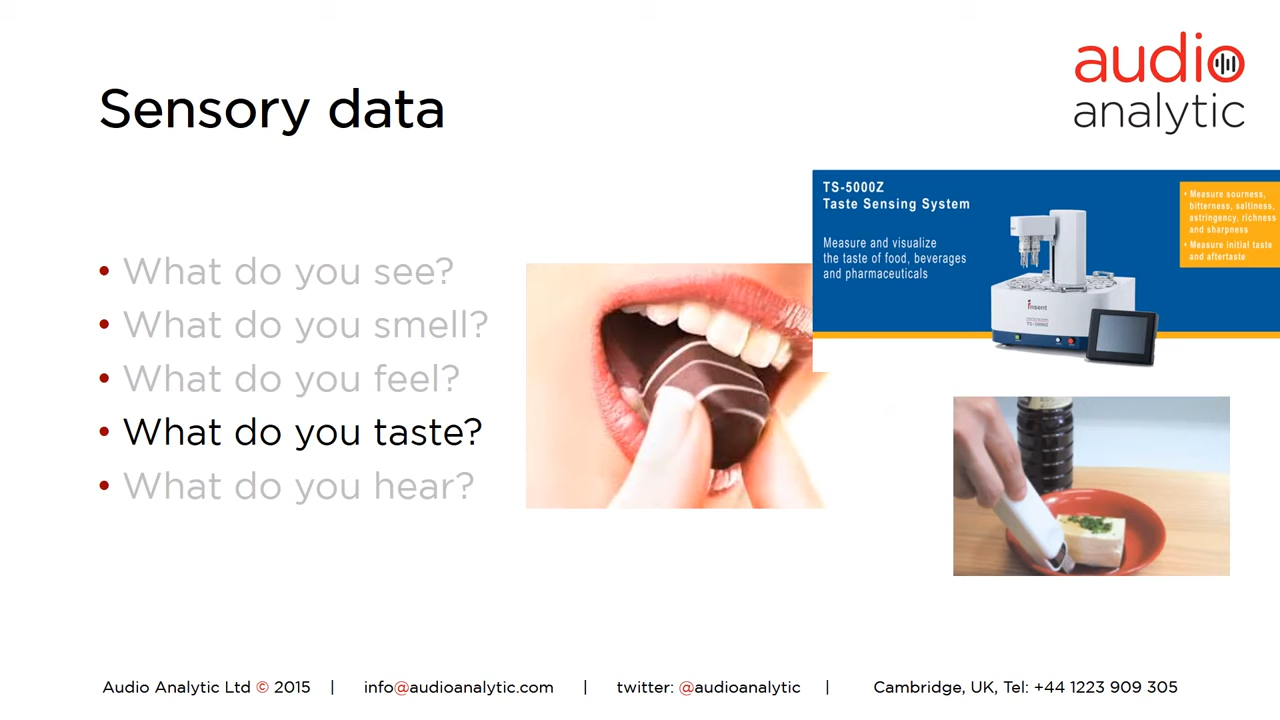 Sensory data
audio
analytic
• What do you see?
• What do you smell?
• What do you feel?
• What do you taste?
• What do you hear?
TS-5000Z
Taste Sensing System
Measure and visualize
the taste of food, beverages
and pharmaceuticals
• Measure sourness,
bitterness, saltiness,
astringency, richness
and sharpness
• Measure initial taste
and aftertaste
insent
TS-5000Z
Audio Analytic Ltd © 2015 | info@audioanalytic.com | twitter: @audioanalytic | Cambridge, UK, Tel: +44 1223 909 305